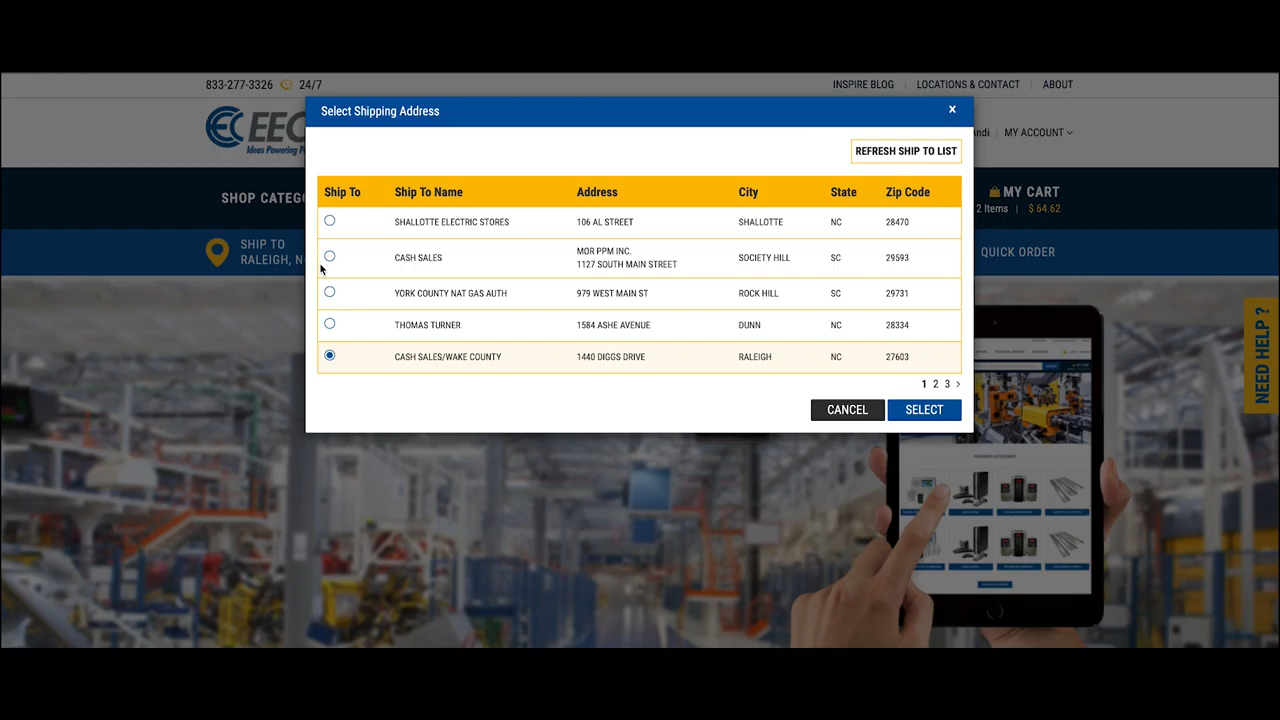 833-277-3326 24/7
INSPIRE BLOG LOCATIONS & CONTACT ABOUT
Select Shipping Address x
EEC
Ideas Powering
Andi MY ACCOUNT
REFRESH SHIP TO LIST
SHOP CATEG
MY CART
2 Items | $ 64.62
Ship To Ship To Name Address City State Zip Code
SHALLOTTE ELECTRIC STORES 106 AL STREET SHALLOTTE NC 28470
CASH SALES MOR PPM INC. SOCIETY HILL SC 29593
1127 SOUTH MAIN STREET
YORK COUNTY NAT GAS AUTH 979 WEST MAIN ST ROCK HILL SC 29731
THOMAS TURNER 1584 ASHE AVENUE DUNN NC 28334
CASH SALES/WAKE COUNTY 1440 DIGGS DRIVE RALEIGH NC 27603
SHIP TO
RALEIGH, N
QUICK ORDER
1 2 3 >
CANCEL SELECT
NEED HELP ?